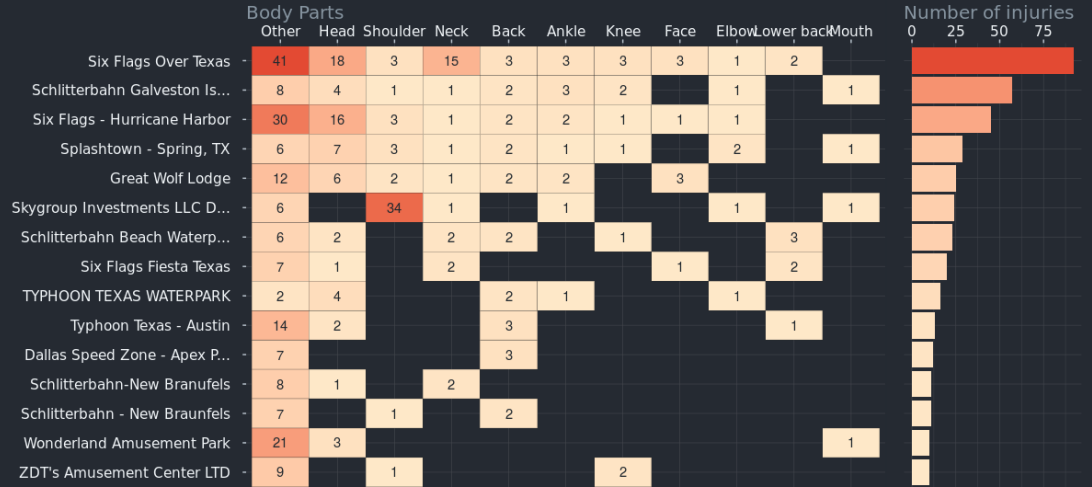 Body Parts Number of injuries
Other Head Shoulder Neck Back Ankle Knee Face Elbow Lower back Mouth 0 25 50 75
Six Flags Over Texas 41 18 3 15 3 3 3 3 1 2
Schlitterbahn Galveston Is... 8 4 1 1 2 3 2 1 1
Six Flags - Hurricane Harbor 30 16 3 1 2 2 1 1 1
Splashtown - Spring, TX 6 7 3 1 2 1 1 2 1
Great Wolf Lodge 12 6 2 1 2 2 3
Skygroup Investments LLC D... 6 34 1 1 1 1
Schlitterbahn Beach Waterp... 6 2 2 2 1 3
Six Flags Fiesta Texas 7 1 2 1 2
TYPHOON TEXAS WATERPARK 2 4 2 1 1
Typhoon Texas - Austin 14 2 3 1
Dallas Speed Zone - Apex P... 7 3
Schlitterbahn-New Branufels 8 1 2
Schlitterbahn - New Braunfels 7 1 2
Wonderland Amusement Park 21 3 1
ZDT's Amusement Center LTD 9 1 2